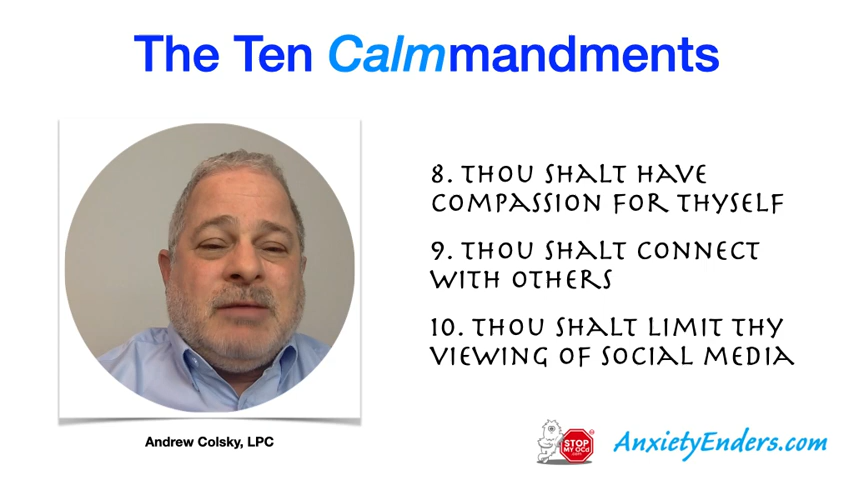 The Ten Calmmandments
8. THOU SHALT HAVE
COMPASSION FOR THYSELF
9. THOU SHALT CONNECT
WITH OTHERS
10. THOU SHALT LIMIT THY
VIEWING OF SOCIAL MEDIA
Andrew Colsky, LPC
STOP
MY OCD
.com
AnxietyEnders.com